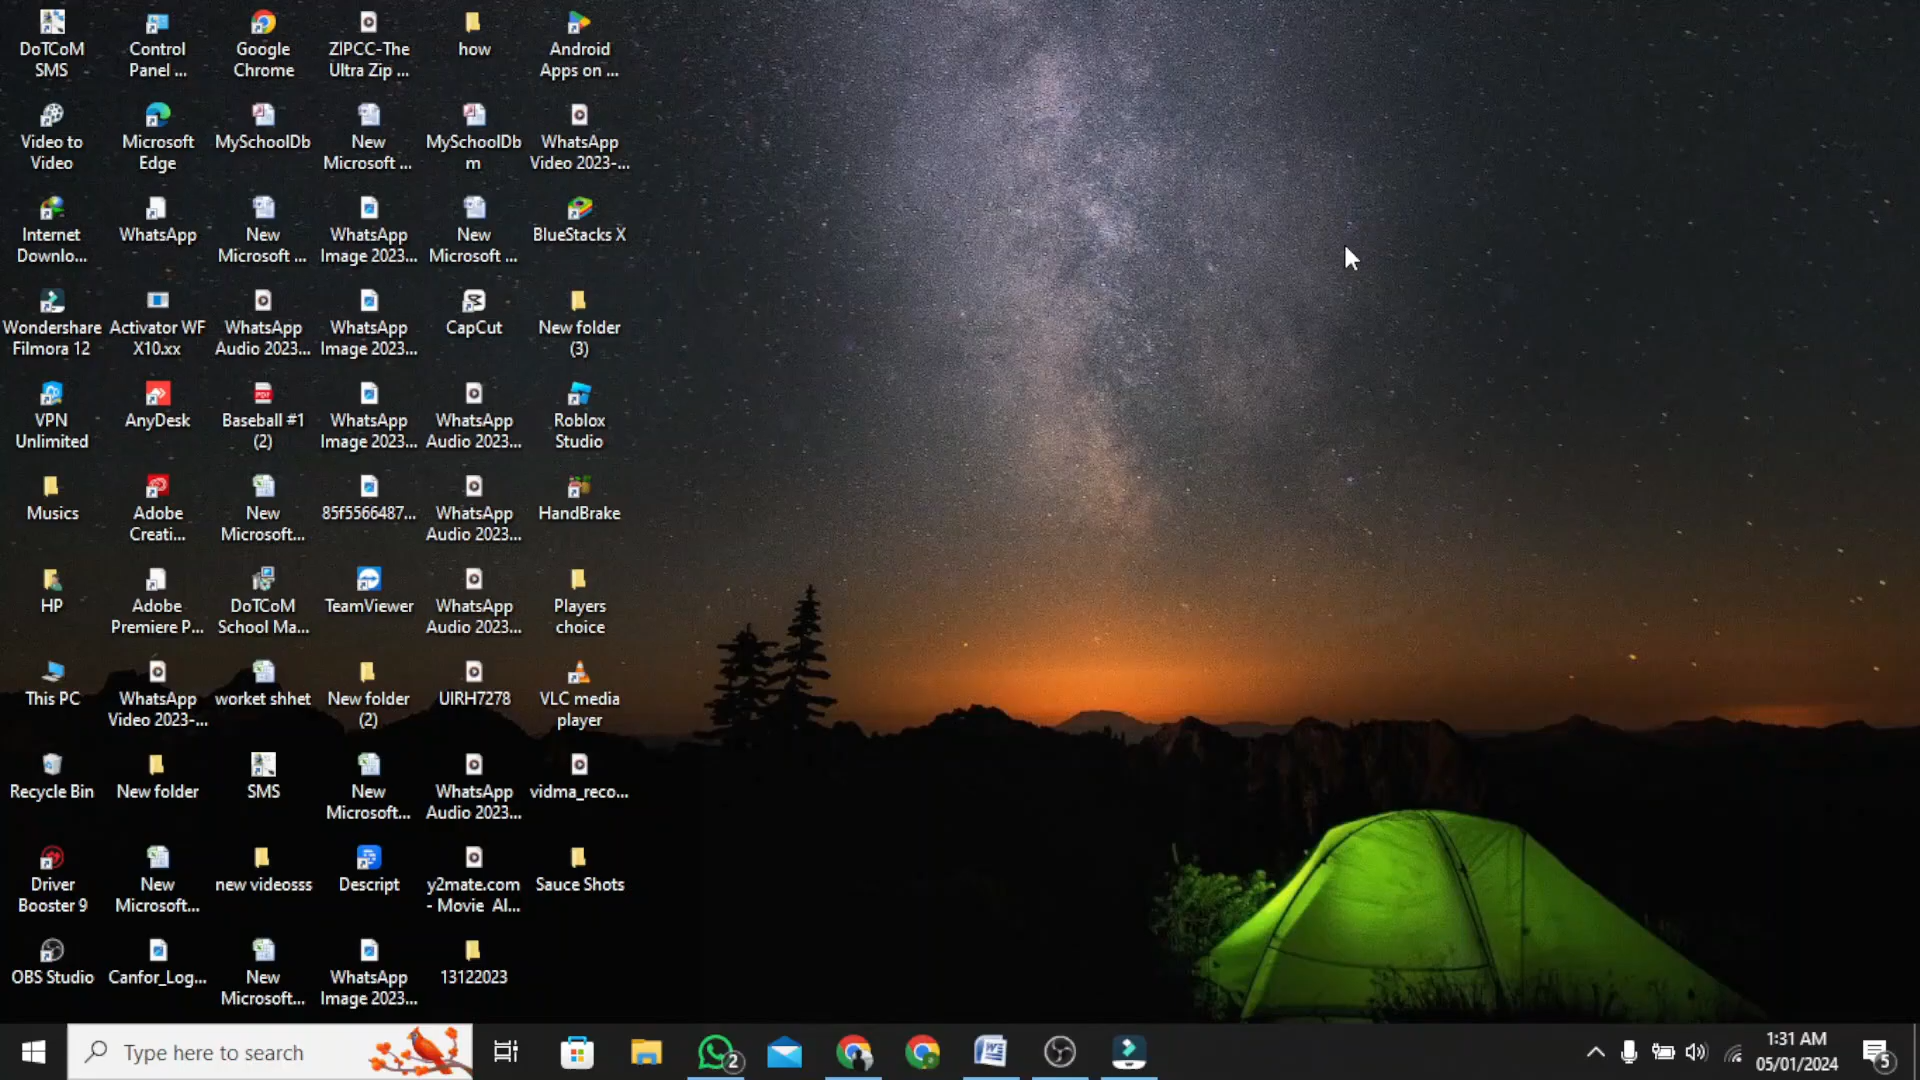 DoTCoM
SMS
Control
Panel ...
Google
Chrome
ZIPCC-The
Ultra Zip ...
how
Android
Apps on ...
Video to
Video
Microsoft
Edge
MySchoolDb
New
Microsoft ...
MySchoolDb
m
WhatsApp
Video 2023-...
Internet
Downlo...
WhatsApp
New
Microsoft ...
WhatsApp
Image 2023...
New
Microsoft ...
BlueStacks X
Wondershare
Filmora 12
Activator WF
X10.xx
WhatsApp
Audio 2023...
WhatsApp
Image 2023...
CapCut
New folder
(3)
VPN
Unlimited
AnyDesk
Baseball #1
(2)
WhatsApp
Image 2023...
WhatsApp
Audio 2023...
Roblox
Studio
Musics
Adobe
Creati...
New
Microsoft...
85f5566487...
WhatsApp
Audio 2023...
HandBrake
HP
Adobe
Premiere P...
DoTCoM
School Ma...
TeamViewer
WhatsApp
Audio 2023...
Players
choice
This PC
WhatsApp
Video 2023-...
worket shhet
New folder
(2)
UIRH7278
VLC media
player
Recycle Bin
New folder
SMS
New
Microsoft...
WhatsApp
Audio 2023...
vidma_reco...
Driver
Booster 9
New
Microsoft...
new videosss
Descript
y2mate.com
- Movie Al...
Sauce Shots
OBS Studio
Canfor_Log...
New
Microsoft...
WhatsApp
Image 2023...
13122023
Type here to search
2
1:31 AM
05/01/2024
5